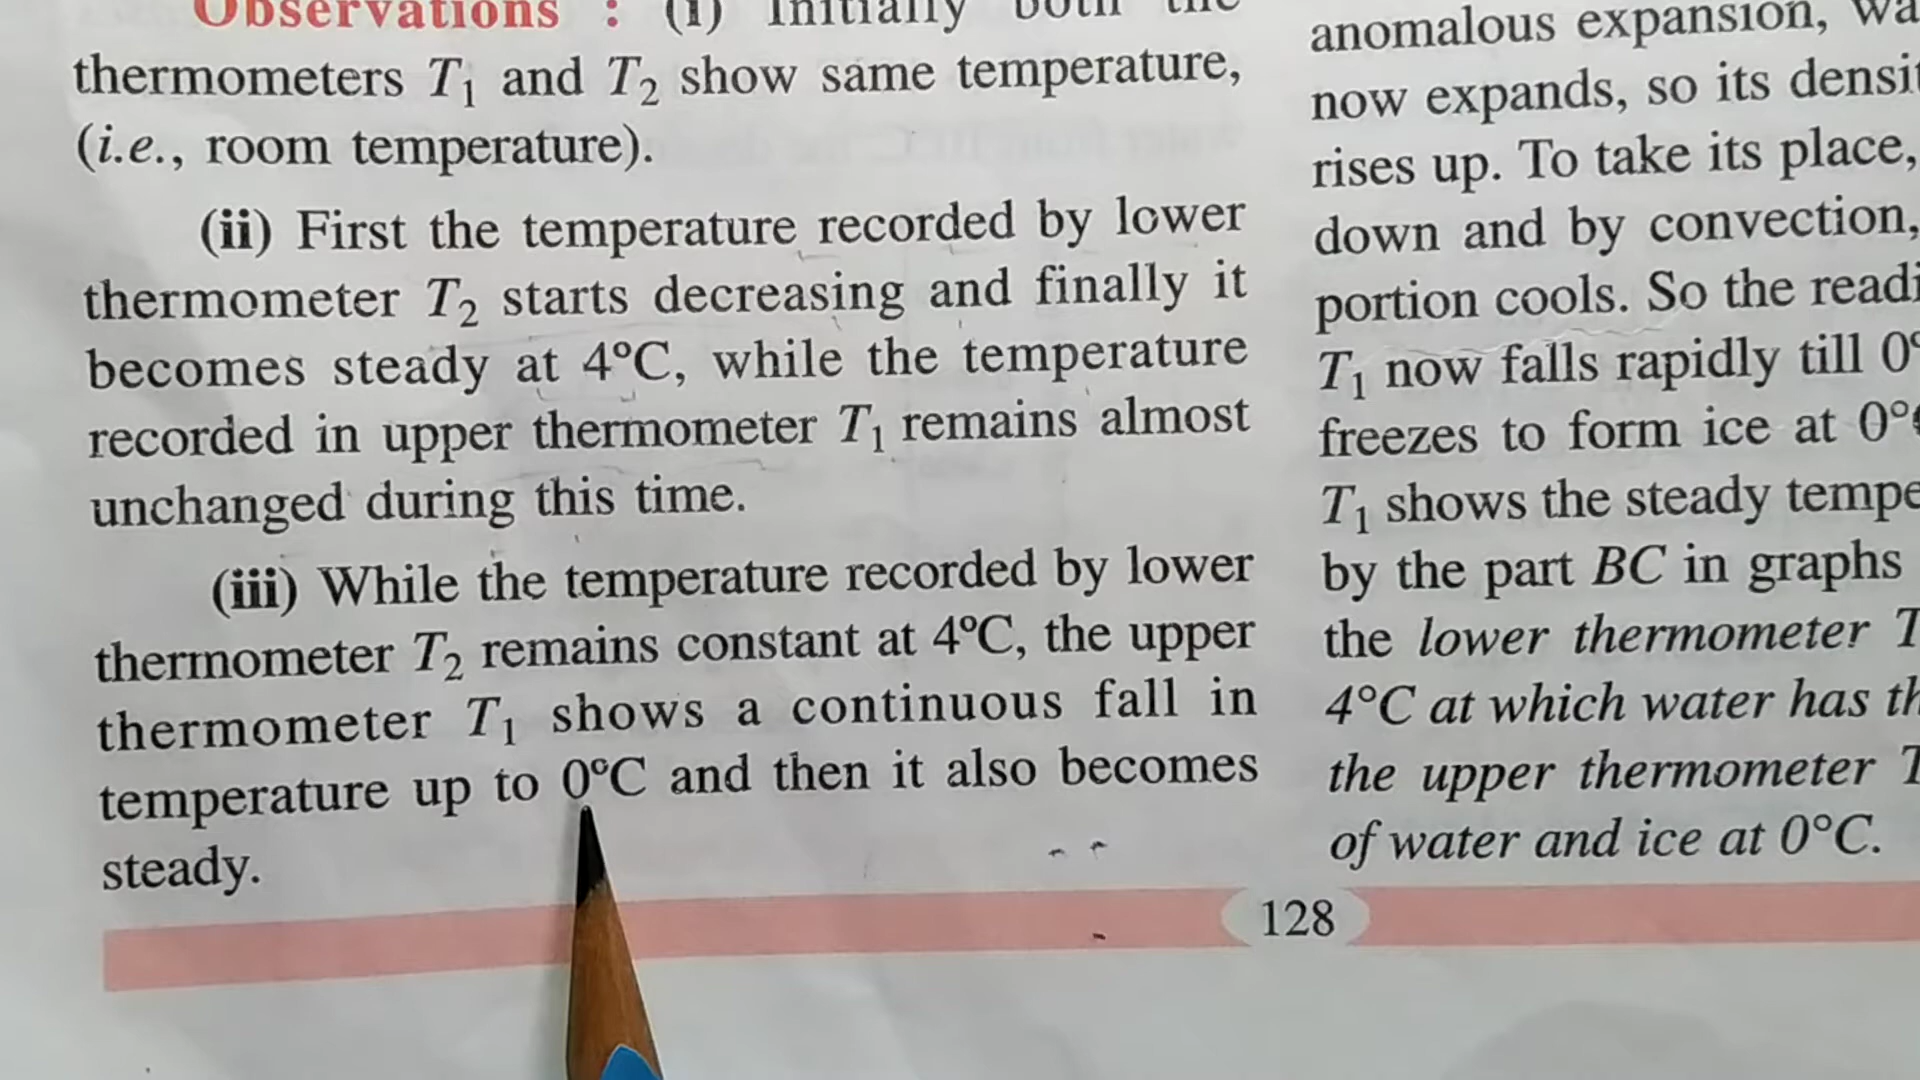 Observations : (i) Initially both the
thermometers T₁ and T₂ show same temperature,
(i.e., room temperature).
(ii) First the temperature recorded by lower
thermometer T₂ starts decreasing and finally it
becomes steady at 4°C, while the temperature
recorded in upper thermometer T₁ remains almost
unchanged during this time.
(iii) While the temperature recorded by lower
thermometer T₂ remains constant at 4°C, the upper
thermometer T₁ shows a continuous fall in
temperature up to 0°C and then it also becomes
steady.
anomalous expansion,
now expands, so its
rises up. To take its place,
down and by convection,
portion cools. So the
T₁ now falls rapidly till
freezes to form ice at
T₁ shows the steady
by the part BC in graphs
the lower thermometer
4°C at which water has
the upper thermometer
of water and ice at 0°C.
128